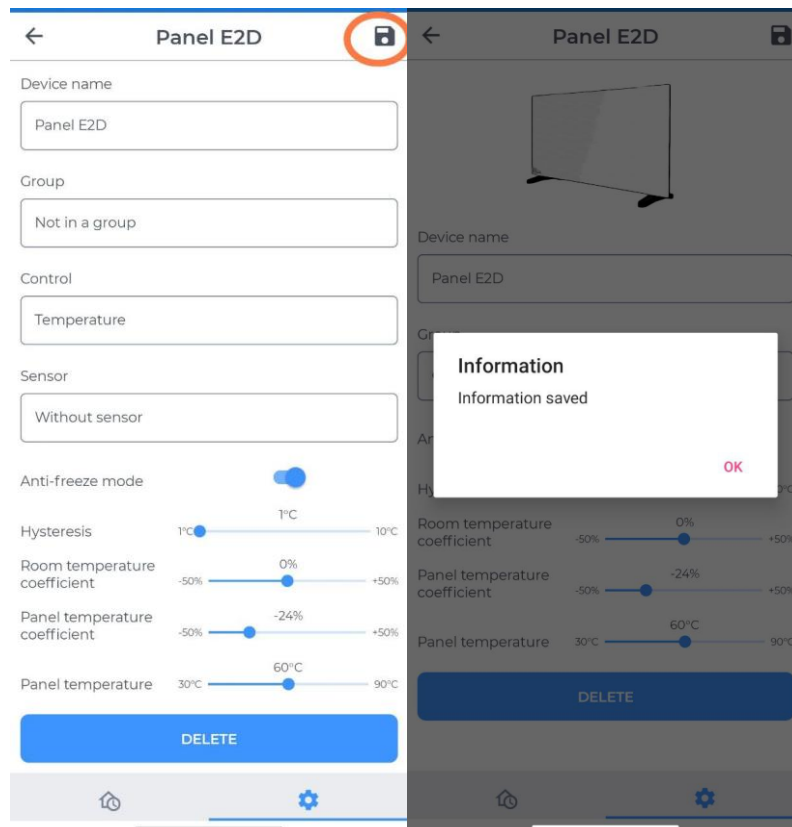 Panel E2D
Device name
Panel E2D
Group
Not in a group
Control
Temperature
Sensor
Without sensor
Anti-freeze mode
1°C
Hysteresis 1°C 10°C
Room temperature 0%
coefficient -50% +50%
Panel temperature -24%
coefficient -50% +50%
60°C
Panel temperature 30°C 90°C
DELETE
Panel E2D
Device name
Panel E2D
Information
Information saved
OK
Room temperature 0%
coefficient -50% +50%
Panel temperature -24%
coefficient -50% +50%
60°C
Panel temperature 30°C 90°C
DELETE